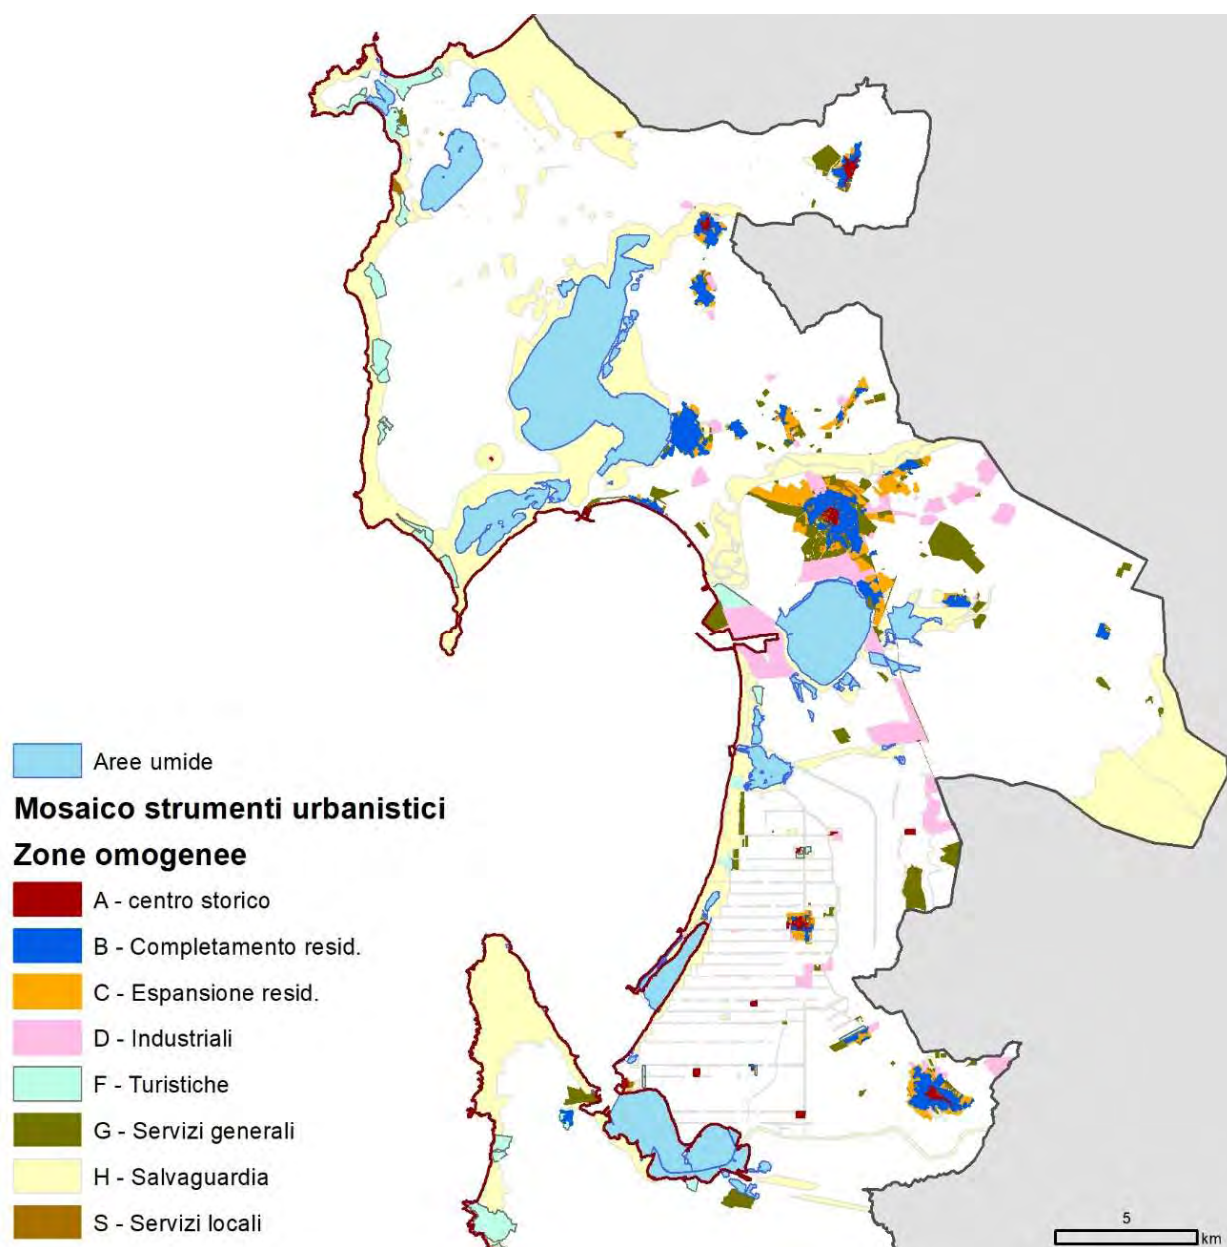 Aree umide
Mosaico strumenti urbanistici
Zone omogenee
A - centro storico
B - Completamento resid.
C - Espansione resid.
D - Industriali
F - Turistiche
G - Servizi generali
H - Salvaguardia
S - Servizi locali
5
km